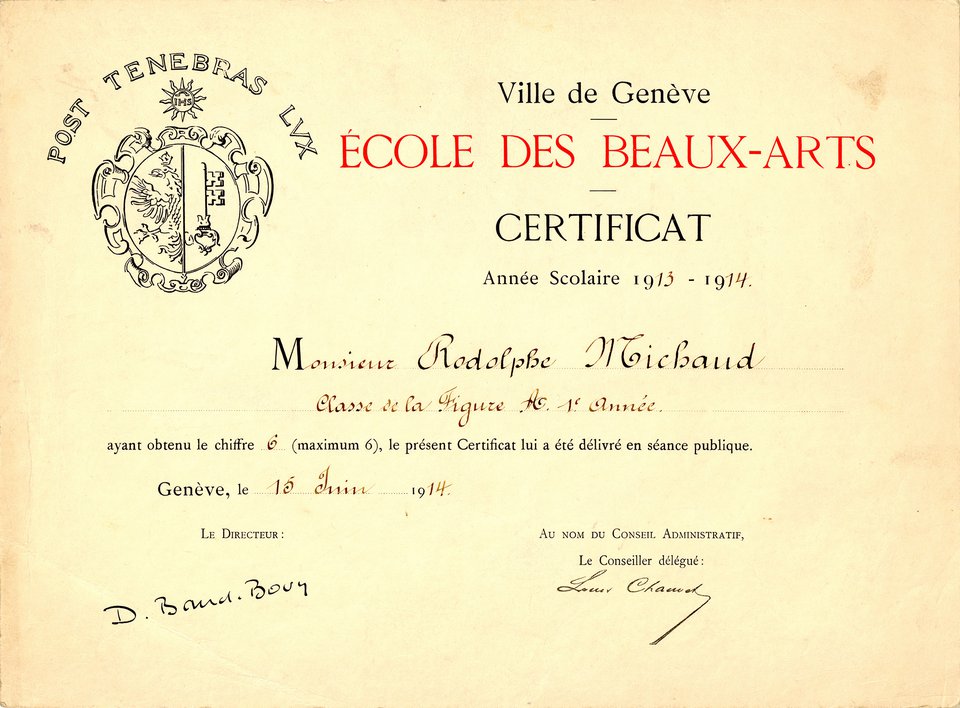 POST TENEBRAS LVX
IHS
Ville de Genève
ÉCOLE DES BEAUX-ARTS
CERTIFICAT
Année Scolaire 1913 - 1914.
Monsieur Rodolphe Michaud
Classe de la Figure A. 1e Année.
ayant obtenu le chiffre 6 (maximum 6), le présent Certificat lui a été délivré en séance publique.
Genève, le 15 Juin 1914.
LE DIRECTEUR:
AU NOM DU CONSEIL ADMINISTRATIF,
Le Conseiller délégué:
D. Baud-Bovy
Louis Chauvet